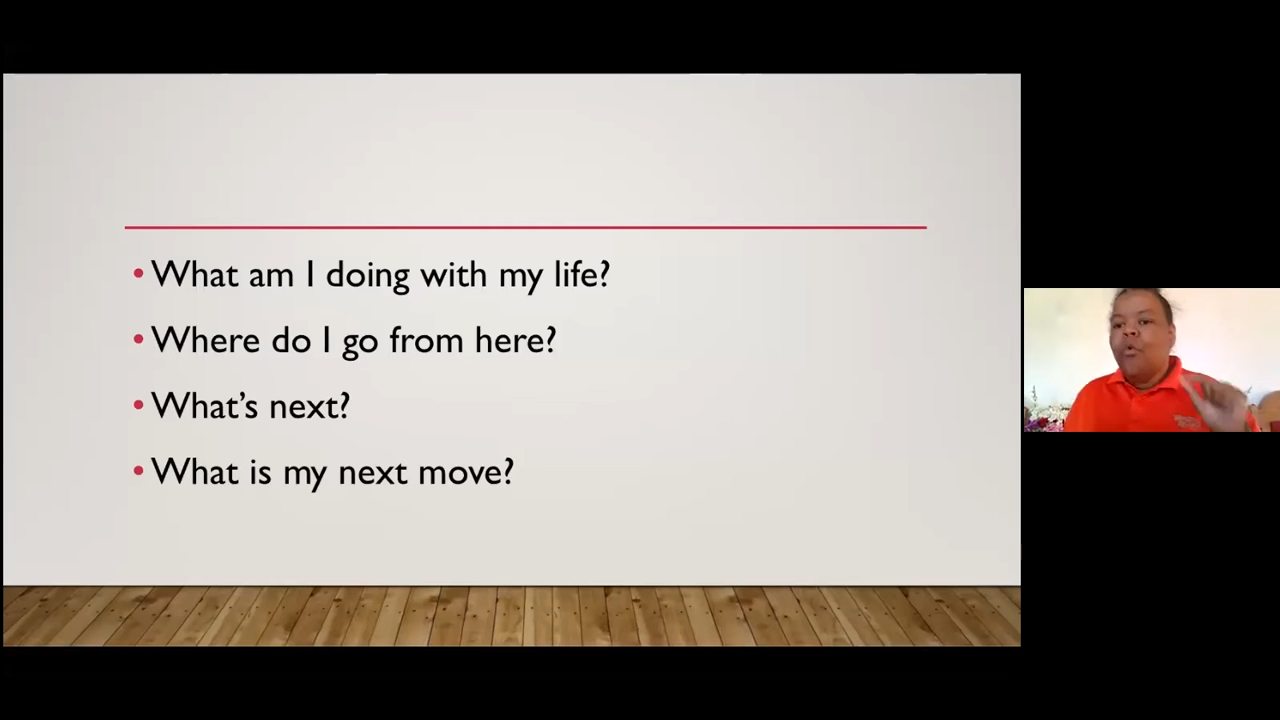 What am I doing with my life?
Where do I go from here?
What's next?
What is my next move?